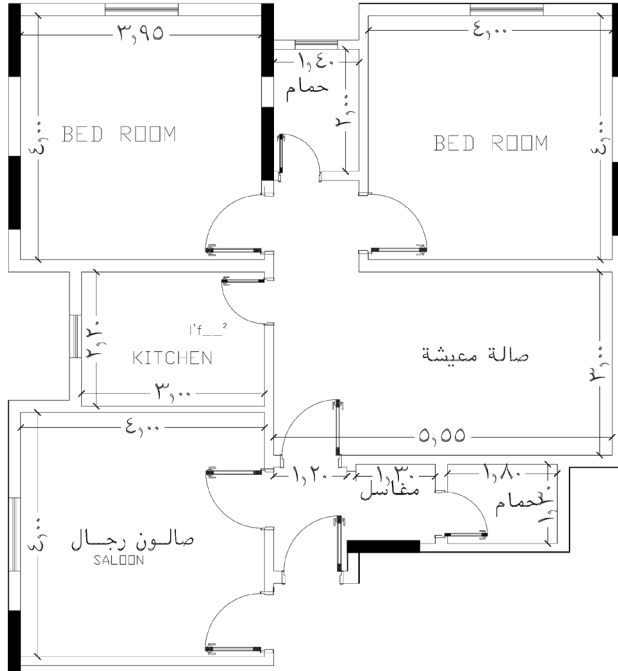 ٣,٩٥
٤,٠٠
١,٤٠
حمام
٢,٠٠
BED ROOM
٤,٠٠
BED ROOM
٤,٠٠
KITCHEN
٢,٢٠
٣,٠٠
صالة معيشة
٣,٠٠
٥,٥٥
٤,٠٠
١,٢٠
١,٣٠
مغاسل
١,٨٠
حمام
صالون رجال
SALOON
٤,٠٠